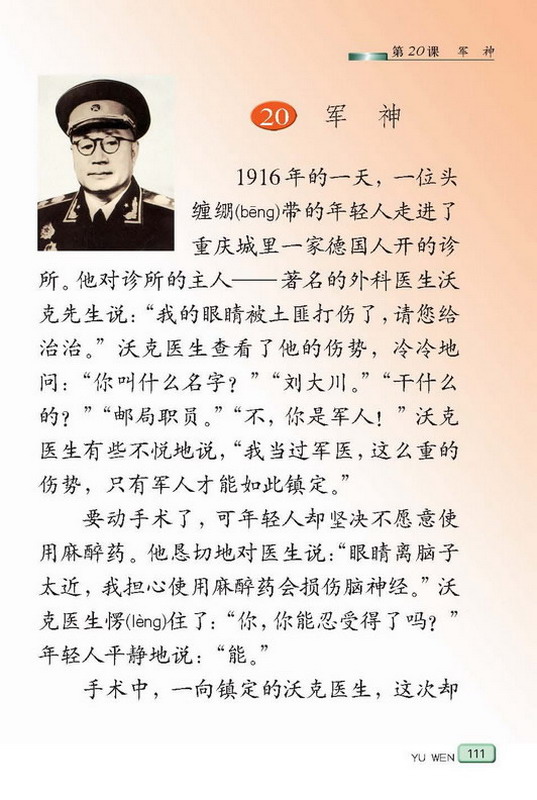 第20课 军 神
20 军 神
1916年的一天，一位头
缠绷(bēng)带的年轻人走进了
重庆城里一家德国人开的诊
所。他对诊所的主人——著名的外科医生沃
克先生说：“我的眼睛被土匪打伤了，请您给
治治。”沃克医生查看了他的伤势，冷冷地
问：“你叫什么名字？”“刘大川。”“干什么
的？”“邮局职员。”“不，你是军人！”沃克
医生有些不悦地说，“我当过军医，这么重的
伤势，只有军人才能如此镇定。”
要动手术了，可年轻人却坚决不愿意使
用麻醉药。他恳切地对医生说：“眼睛离脑子
太近，我担心使用麻醉药会损伤脑神经。”沃
克医生愣(lèng)住了：“你，你能忍受得了吗？”
年轻人平静地说：“能。”
手术中，一向镇定的沃克医生，这次却
YU WEN 111